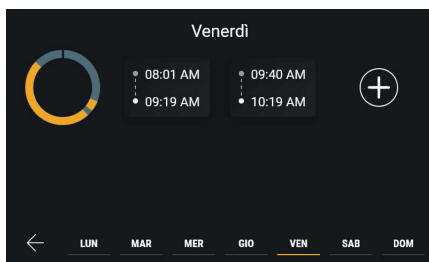 Venerdì
08:01 AM
09:19 AM
09:40 AM
10:19 AM
LUN MAR MER GIO VEN SAB DOM